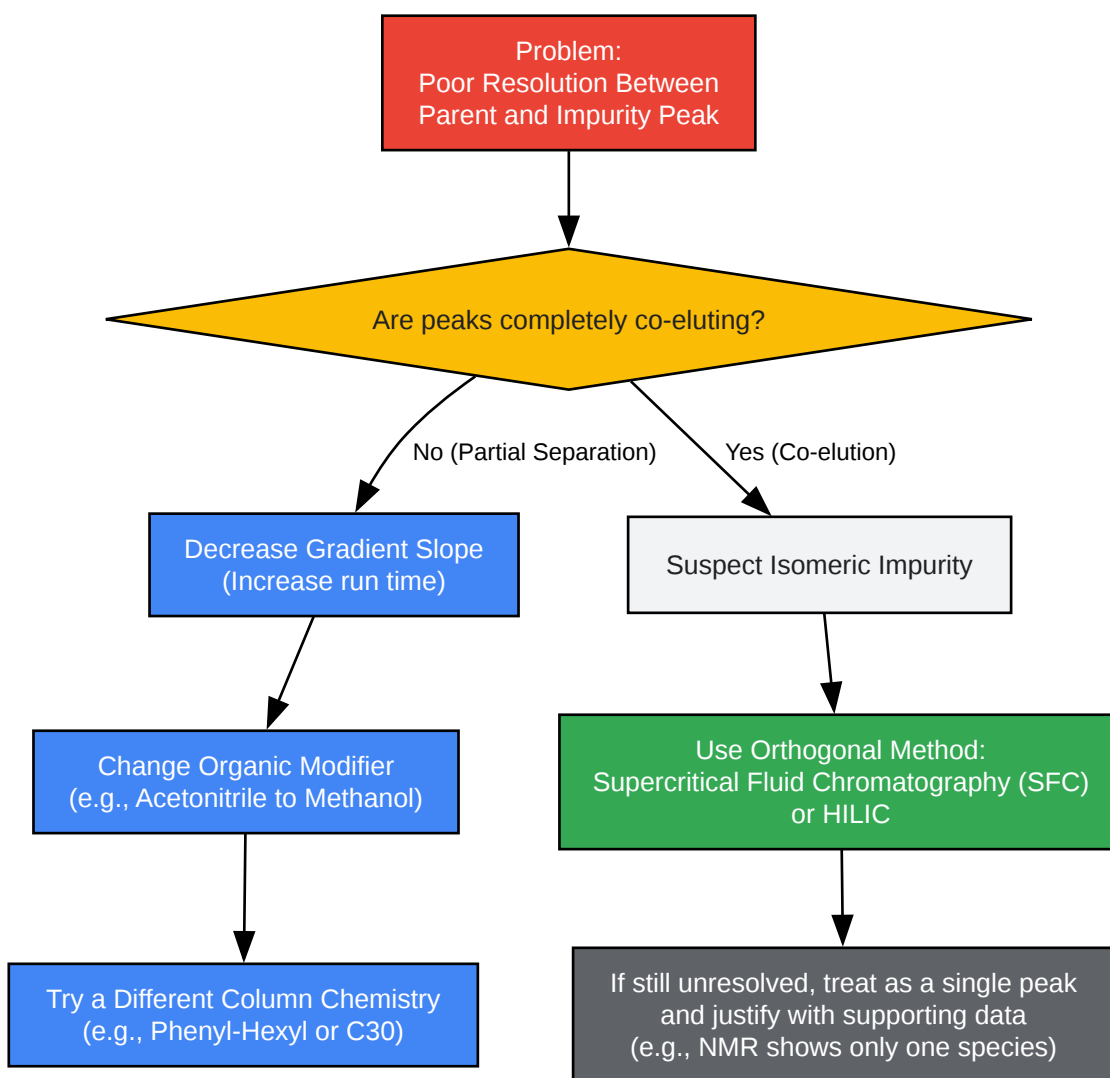 Problem:
Poor Resolution Between
Parent and Impurity Peak
Are peaks completely co-eluting?
No (Partial Separation)
Yes (Co-elution)
Decrease Gradient Slope
(Increase run time)
Suspect Isomeric Impurity
Change Organic Modifier
(e.g., Acetonitrile to Methanol)
Use Orthogonal Method:
Supercritical Fluid Chromatography (SFC)
or HILIC
Try a Different Column Chemistry
(e.g., Phenyl-Hexyl or C30)
If still unresolved, treat as a single peak
and justify with supporting data
(e.g., NMR shows only one species)